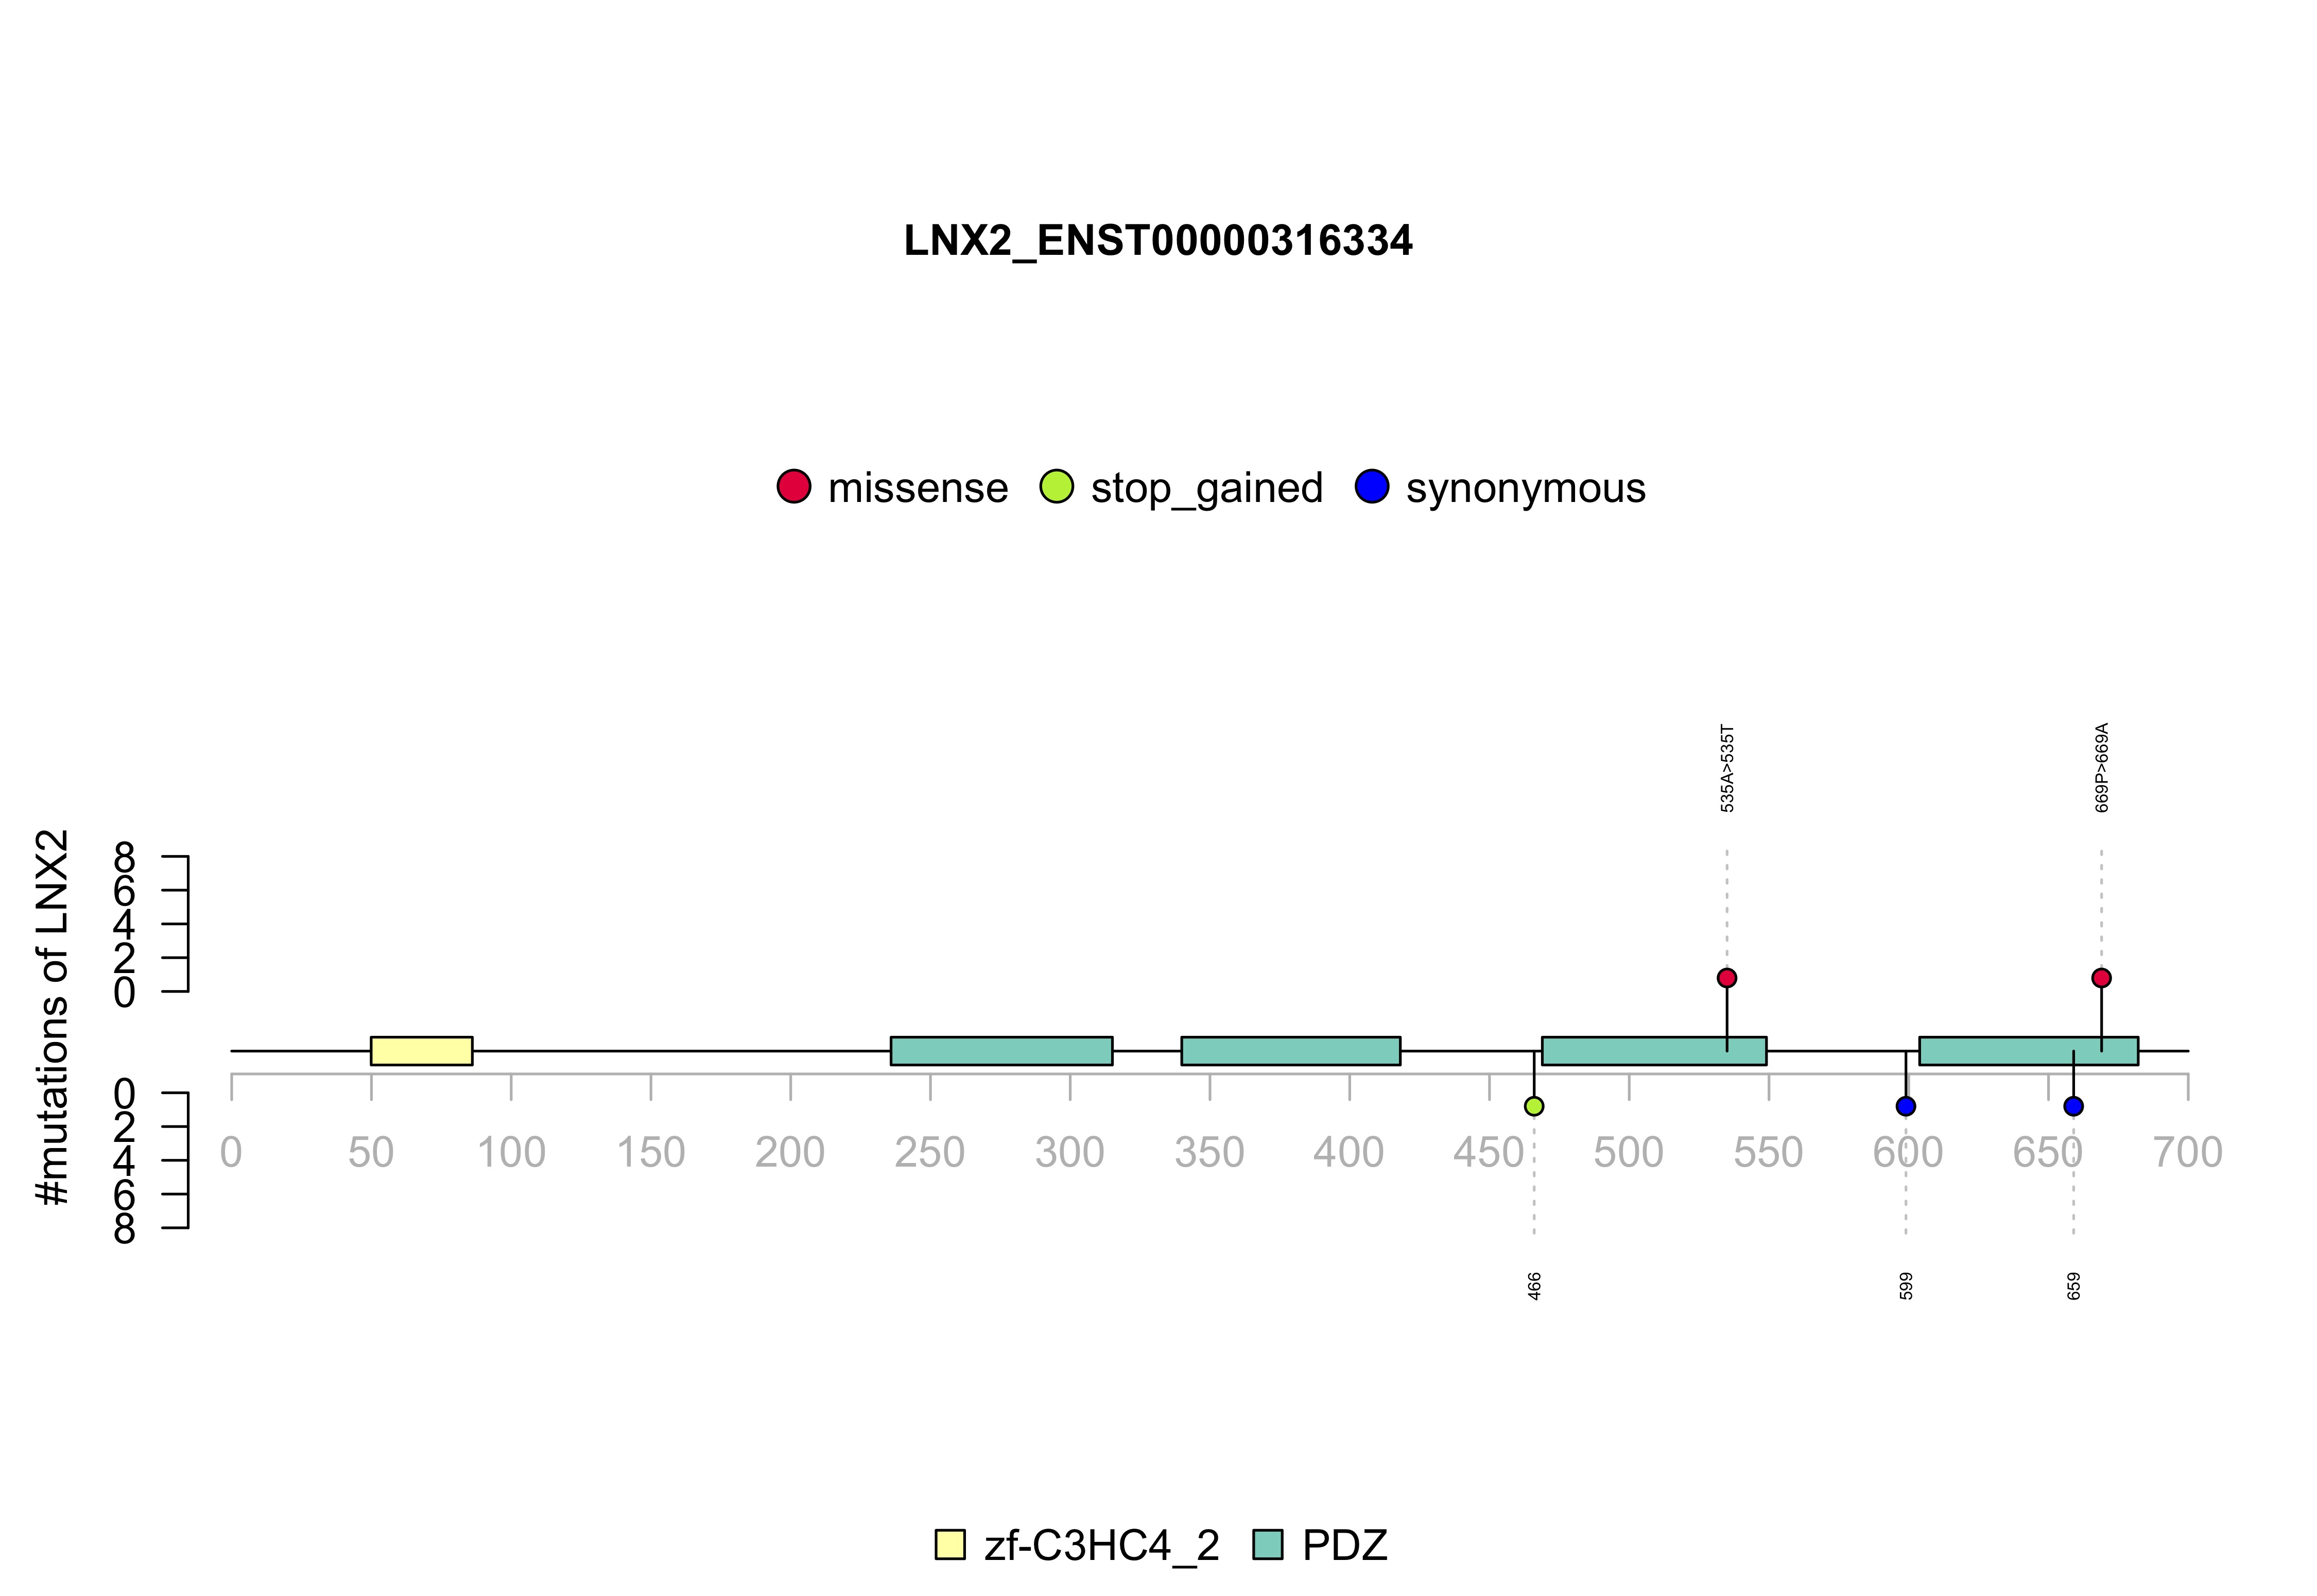 LNX2_ENST00000316334
missense stop_gained synonymous
535A>535T 669P>669A
#mutations of LNX2
8
6
4
2
0
0
2
4
6
8
0 50 100 150 200 250 300 350 400 450 500 550 600 650 700
466 599 659
zf-C3HC4_2 PDZ